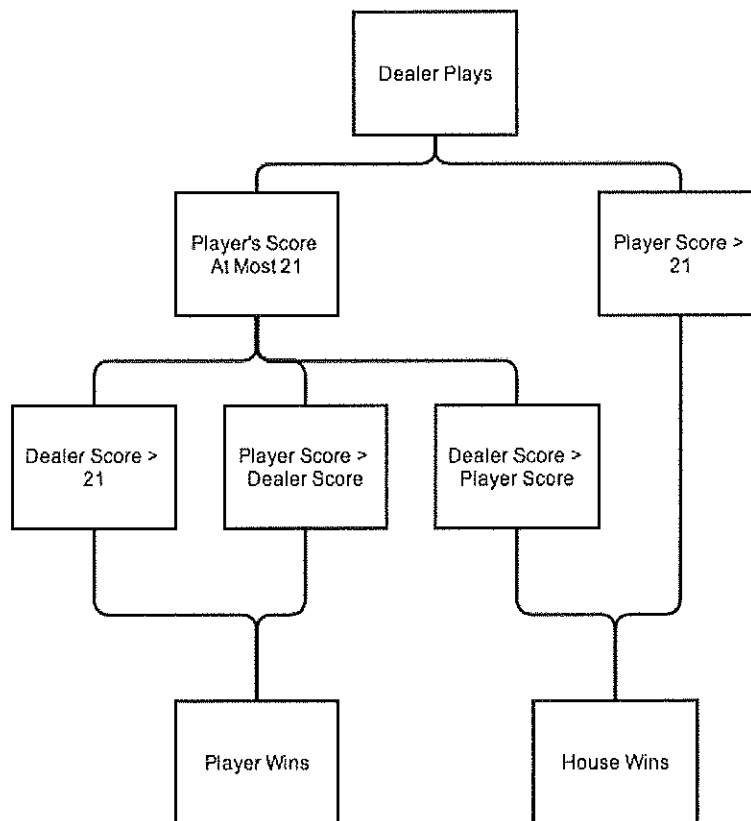 Dealer Plays
Player's Score
At Most 21
Player Score >
21
Dealer Score >
21
Player Score >
Dealer Score
Dealer Score >
Player Score
Player Wins
House Wins